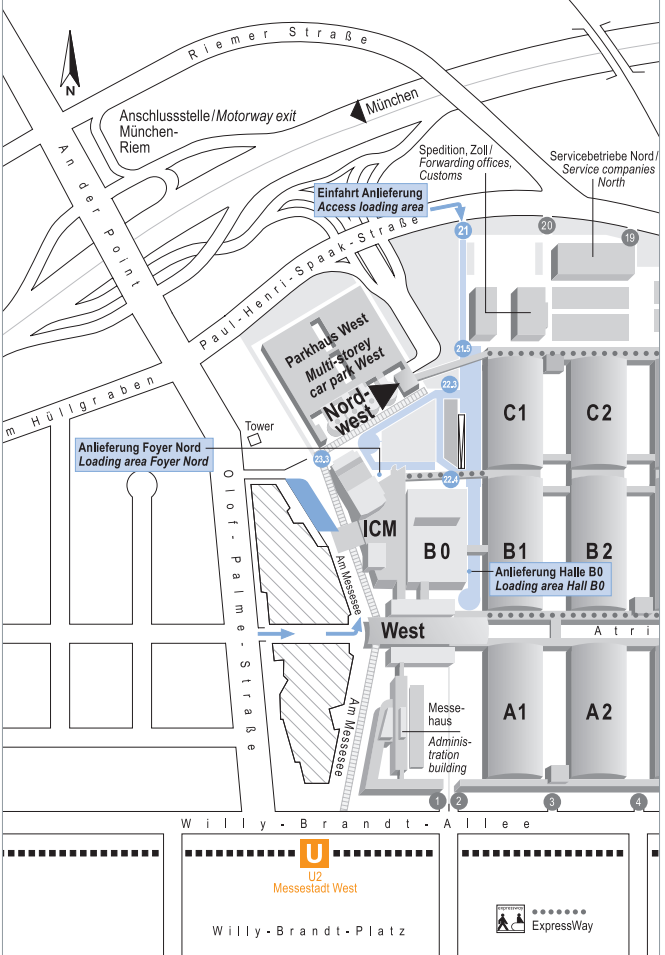 Riemer Straße
N
Anschlussstelle/Motorway exit
München-
Riem
München
An der Point
Spedition, Zoll/
Forwarding offices,
Customs
Servicebetriebe Nord/
Service companies
North
Einfahrt Anlieferung
Access loading area
21
20
19
Paul-Henri-Spaak-Straße
Parkhaus West
Multi-storey
car park West
21.5
Nord-
west
22.3
C1
C2
m Hüllgraben
Tower
Anlieferung Foyer Nord
Loading area Foyer Nord
23.3
22.4
ICM
B0
B1
B2
Anlieferung Halle B0
Loading area Hall B0
Olof-Palme-Straße
Am Messesee
West
Atri
Am Messesee
Messe-
haus
Adminis-
tration
building
A1
A2
1
2
3
4
Willy-Brandt-Allee
U
U2
Messestadt West
Willy-Brandt-Platz
expressway
ExpressWay